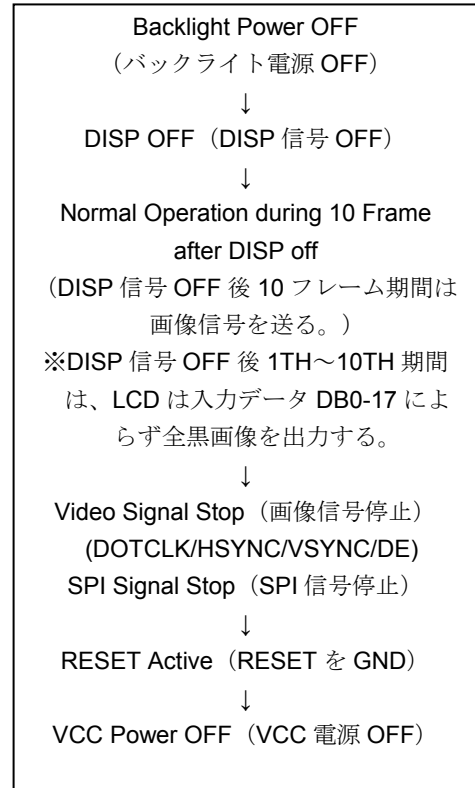 Backlight Power OFF
（バックライト電源 OFF）
↓
DISP OFF（DISP 信号 OFF）
↓
Normal Operation during 10 Frame
after DISP off
（DISP 信号 OFF 後 10 フレーム期間は
画像信号を送る。）
※DISP 信号 OFF 後 1TH～10TH 期間
は、LCD は入力データ DB0-17 によ
らず全黒画像を出力する。
↓
Video Signal Stop（画像信号停止）
(DOTCLK/HSYNC/VSYNC/DE)
SPI Signal Stop（SPI 信号停止）
↓
RESET Active（RESET を GND）
↓
VCC Power OFF（VCC 電源 OFF）